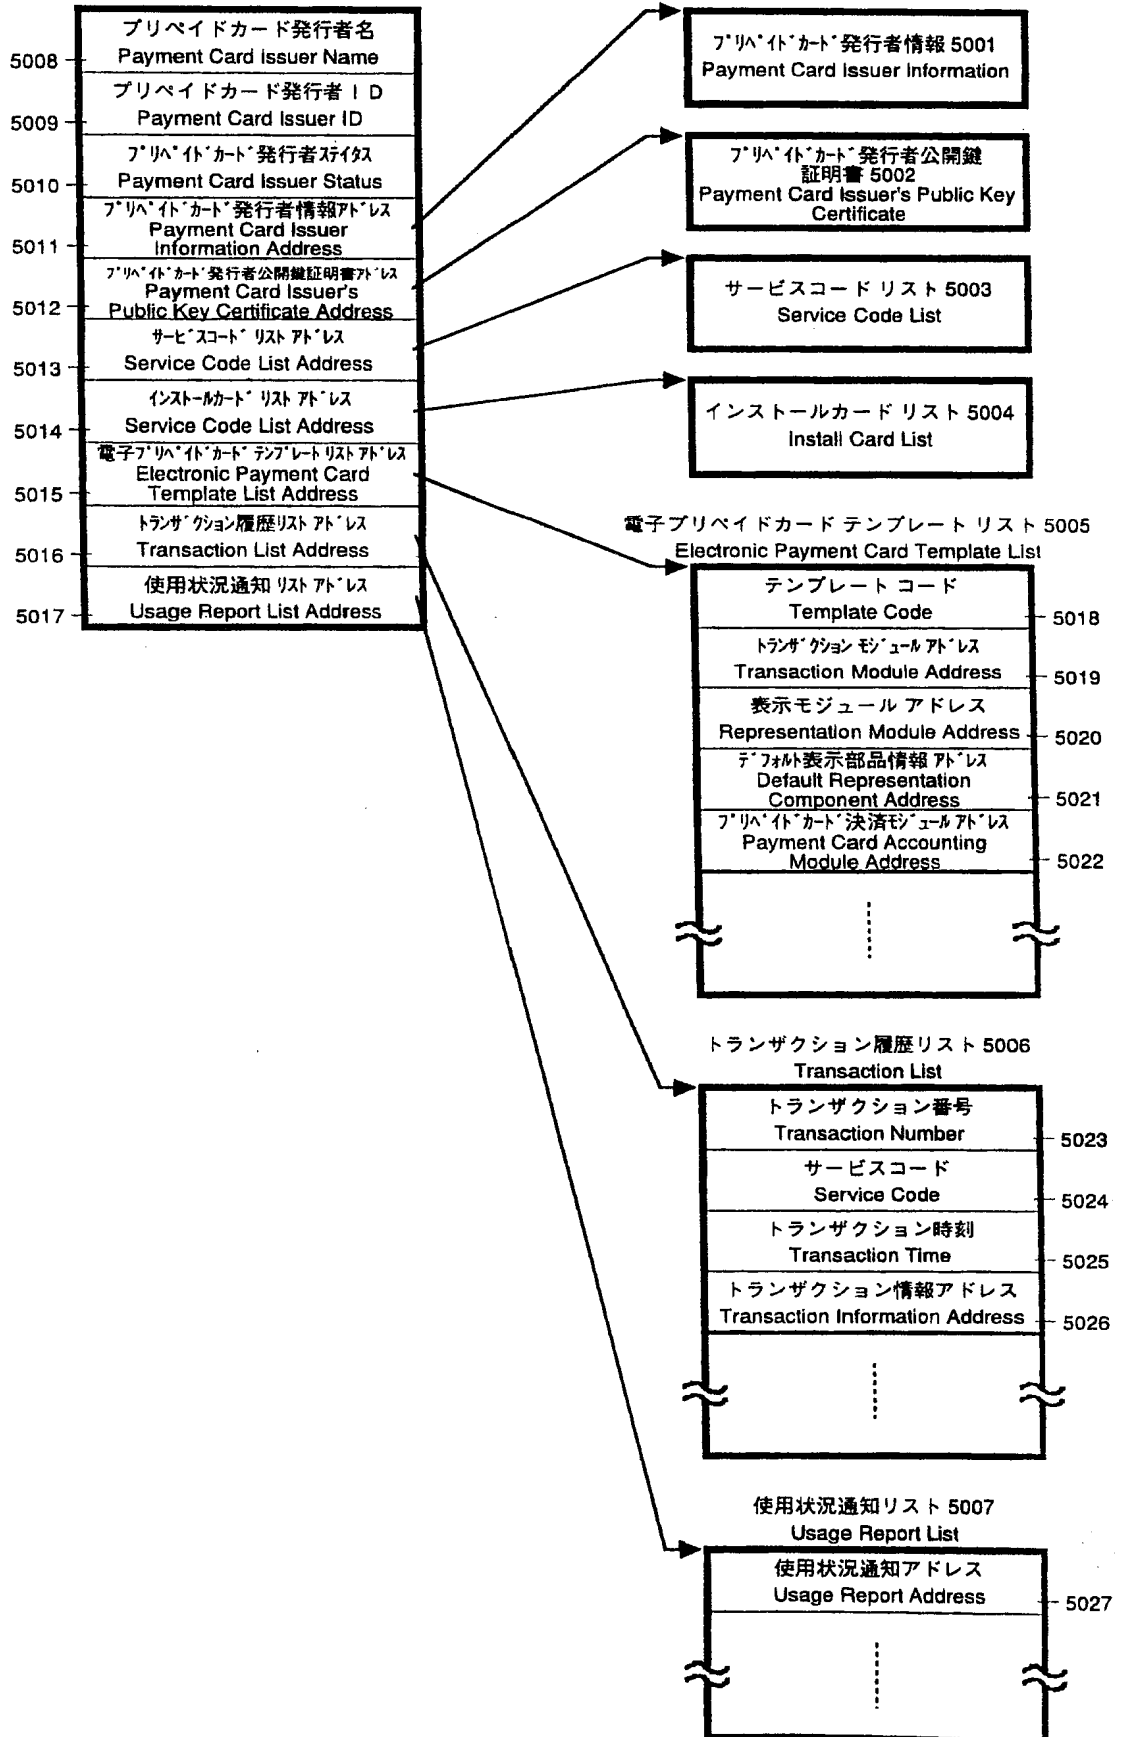 プリペイドカード発行者名
Payment Card Issuer Name
5008
プリペイドカード発行者ID
Payment Card Issuer ID
5009
プリペイドカード発行者ステイタス
Payment Card Issuer Status
5010
プリペイドカード発行者情報アドレス
Payment Card Issuer
Information Address
5011
プリペイドカード発行者公開鍵証明書アドレス
Payment Card Issuer's
Public Key Certificate Address
5012
サービスコード リスト アドレス
Service Code List Address
5013
インストールカード リスト アドレス
Service Code List Address
5014
電子プリペイドカード テンプレート リスト アドレス
Electronic Payment Card
Template List Address
5015
トランザクション履歴リスト アドレス
Transaction List Address
5016
使用状況通知 リスト アドレス
Usage Report List Address
5017
プリペイドカード発行者情報 5001
Payment Card Issuer Information
プリペイドカード発行者公開鍵
証明書 5002
Payment Card Issuer's Public Key
Certificate
サービスコード リスト 5003
Service Code List
インストールカード リスト 5004
Install Card List
電子プリペイドカード テンプレート リスト 5005
Electronic Payment Card Template List
テンプレート コード
Template Code
5018
トランザクション モジュール アドレス
Transaction Module Address
5019
表示モジュール アドレス
Representation Module Address
5020
デフォルト表示部品情報 アドレス
Default Representation
Component Address
5021
プリペイドカード決済モジュール アドレス
Payment Card Accounting
Module Address
5022
トランザクション履歴リスト 5006
Transaction List
トランザクション番号
Transaction Number
5023
サービスコード
Service Code
5024
トランザクション時刻
Transaction Time
5025
トランザクション情報アドレス
Transaction Information Address
5026
使用状況通知リスト 5007
Usage Report List
使用状況通知アドレス
Usage Report Address
5027